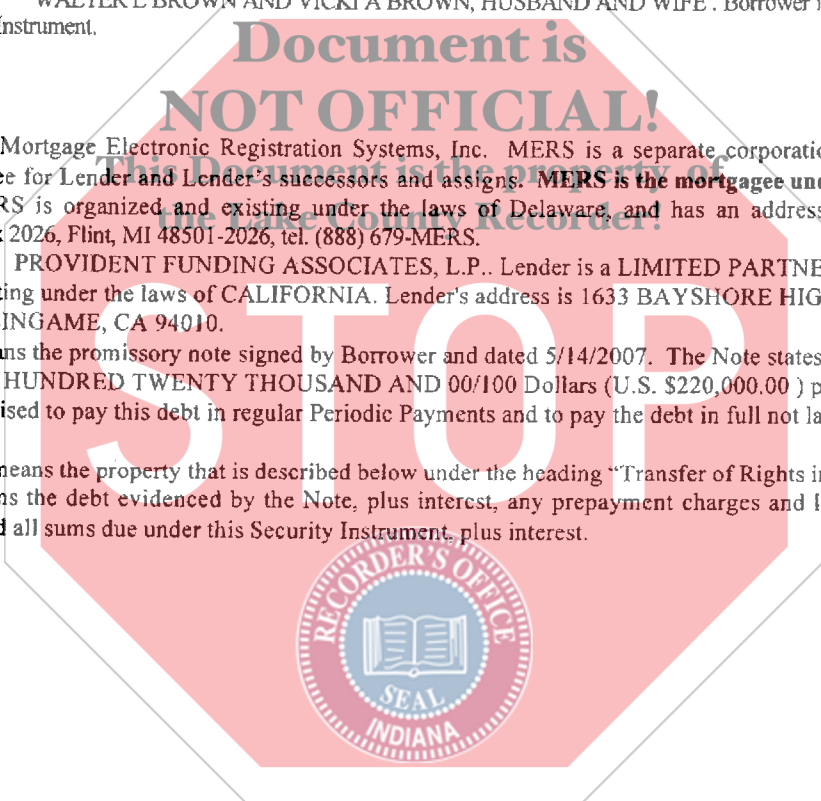 WALTER L BROWN AND VICKI A BROWN, HUSBAND AND WIFE . Borrower
Instrument.
Document is
NOT OFFICIAL!
Mortgage Electronic Registration Systems, Inc. MERS is a separate corporatio
This Document is the property of
ee for Lender and Lender's successors and assigns. MERS is the mortgagee und
RS is organized and existing under the laws of Delaware, and has an address
the Lake County Recorder!
2026, Flint, MI 48501-2026, tel. (888) 679-MERS.
PROVIDENT FUNDING ASSOCIATES, L.P.. Lender is a LIMITED PARTNE
ting under the laws of CALIFORNIA. Lender's address is 1633 BAYSHORE HIG
INGAME, CA 94010.
ans the promissory note signed by Borrower and dated 5/14/2007. The Note states
HUNDRED TWENTY THOUSAND AND 00/100 Dollars (U.S. $220,000.00 ) p
ised to pay this debt in regular Periodic Payments and to pay the debt in full not la
STOP
means the property that is described below under the heading “Transfer of Rights in
ns the debt evidenced by the Note, plus interest, any prepayment charges and l
d all sums due under this Security Instrument, plus interest.
RECORDER'S OFFICE
SEAL
INDIANA